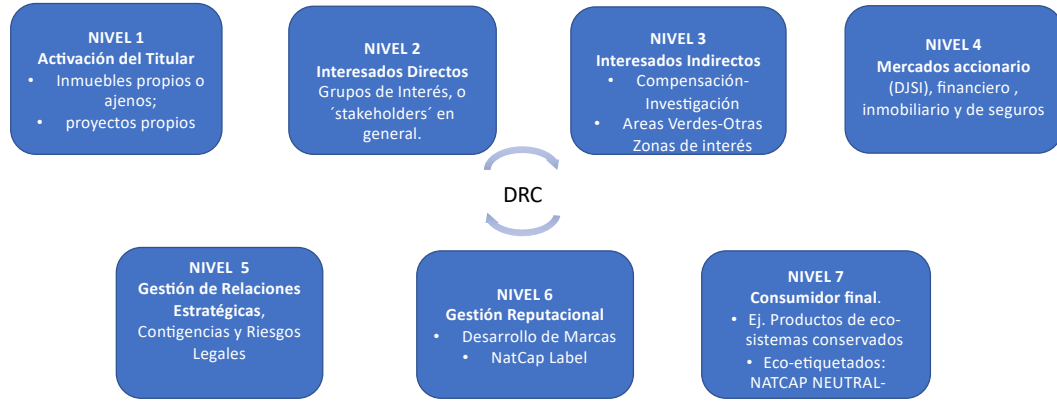 NIVEL 1
Activación del Titular
• Inmuebles propios o
ajenos;
• proyectos propios
NIVEL 2
Interesados Directos
Grupos de Interés, o
´stakeholders´ en
general.
NIVEL 3
Interesados Indirectos
• Compensación-
Investigación
• Areas Verdes-Otras
Zonas de interés
NIVEL 4
Mercados accionario
(DJSI), financiero ,
inmobiliario y de seguros
DRC
NIVEL 5
Gestión de Relaciones
Estratégicas,
Contigencias y Riesgos
Legales
NIVEL 6
Gestión Reputacional
• Desarrollo de Marcas
• NatCap Label
NIVEL 7
Consumidor final.
• Ej. Productos de eco-
sistemas conservados
• Eco-etiquetados:
NATCAP NEUTRAL-